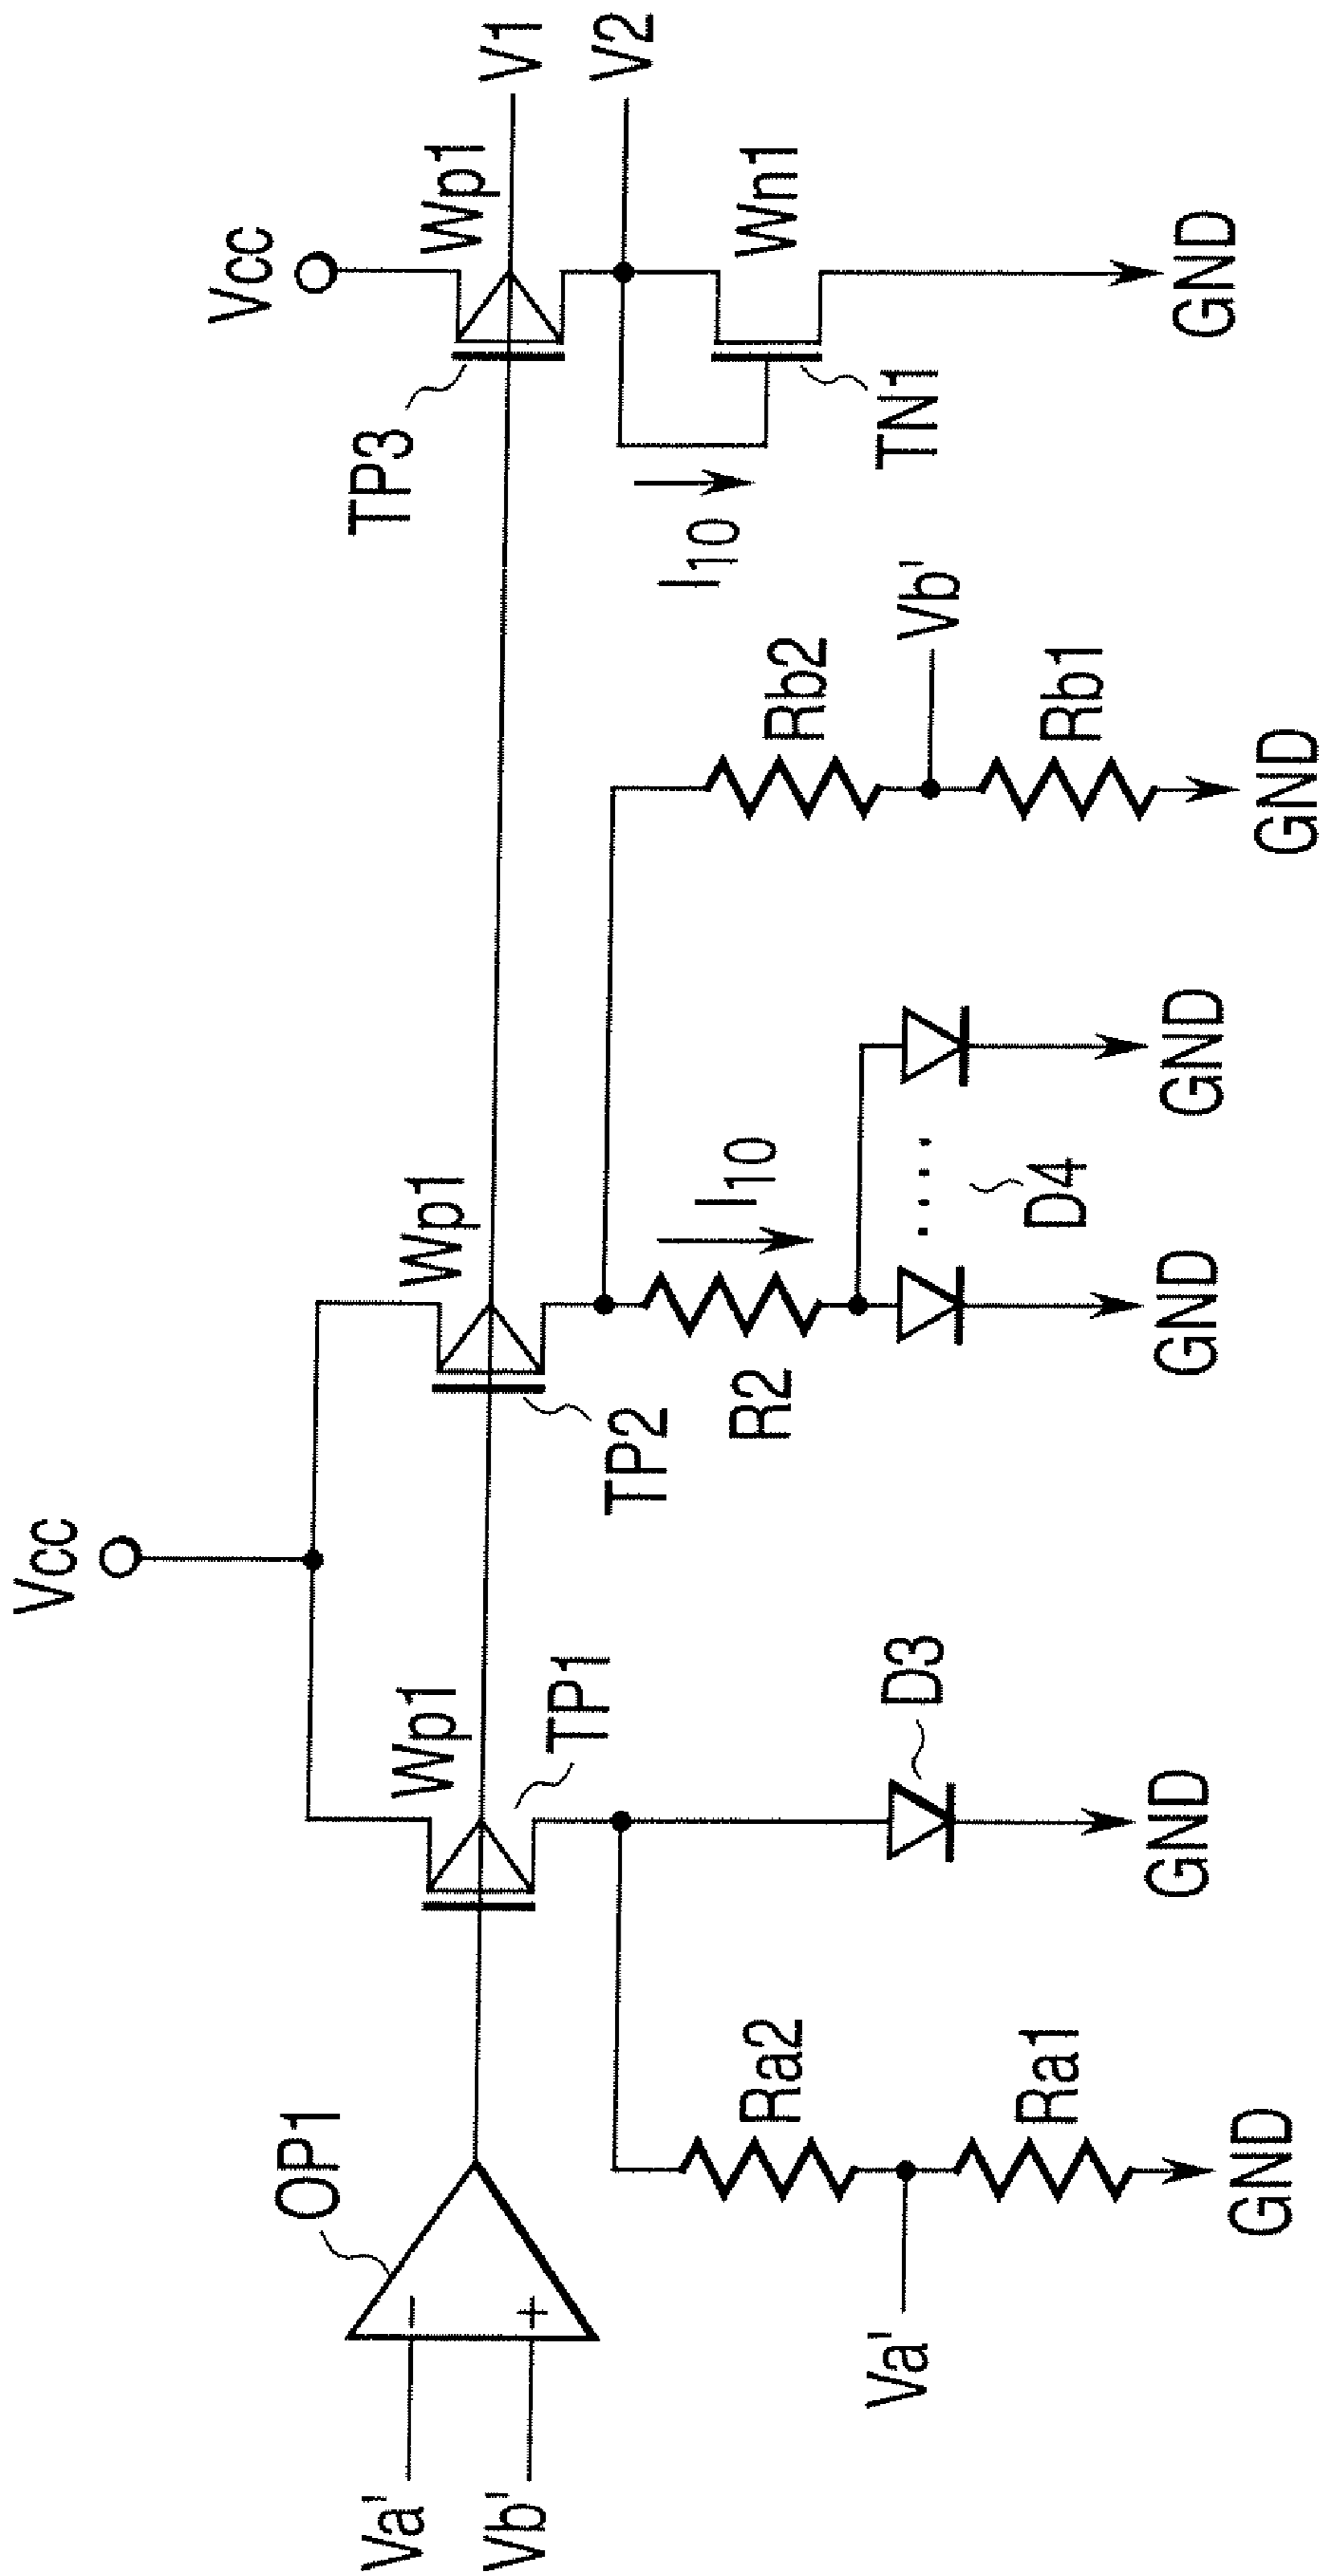 Vcc
Vcc
V1
V2
OP1
Va'
Vb'
−
+
Wp1
TP1
Wp1
TP2
Wp1
TP3
Wn1
TN1
I10
I10
Ra2
Ra1
Va'
GND
D3
GND
R2
D4
GND
GND
Rb2
Vb'
Rb1
GND
GND